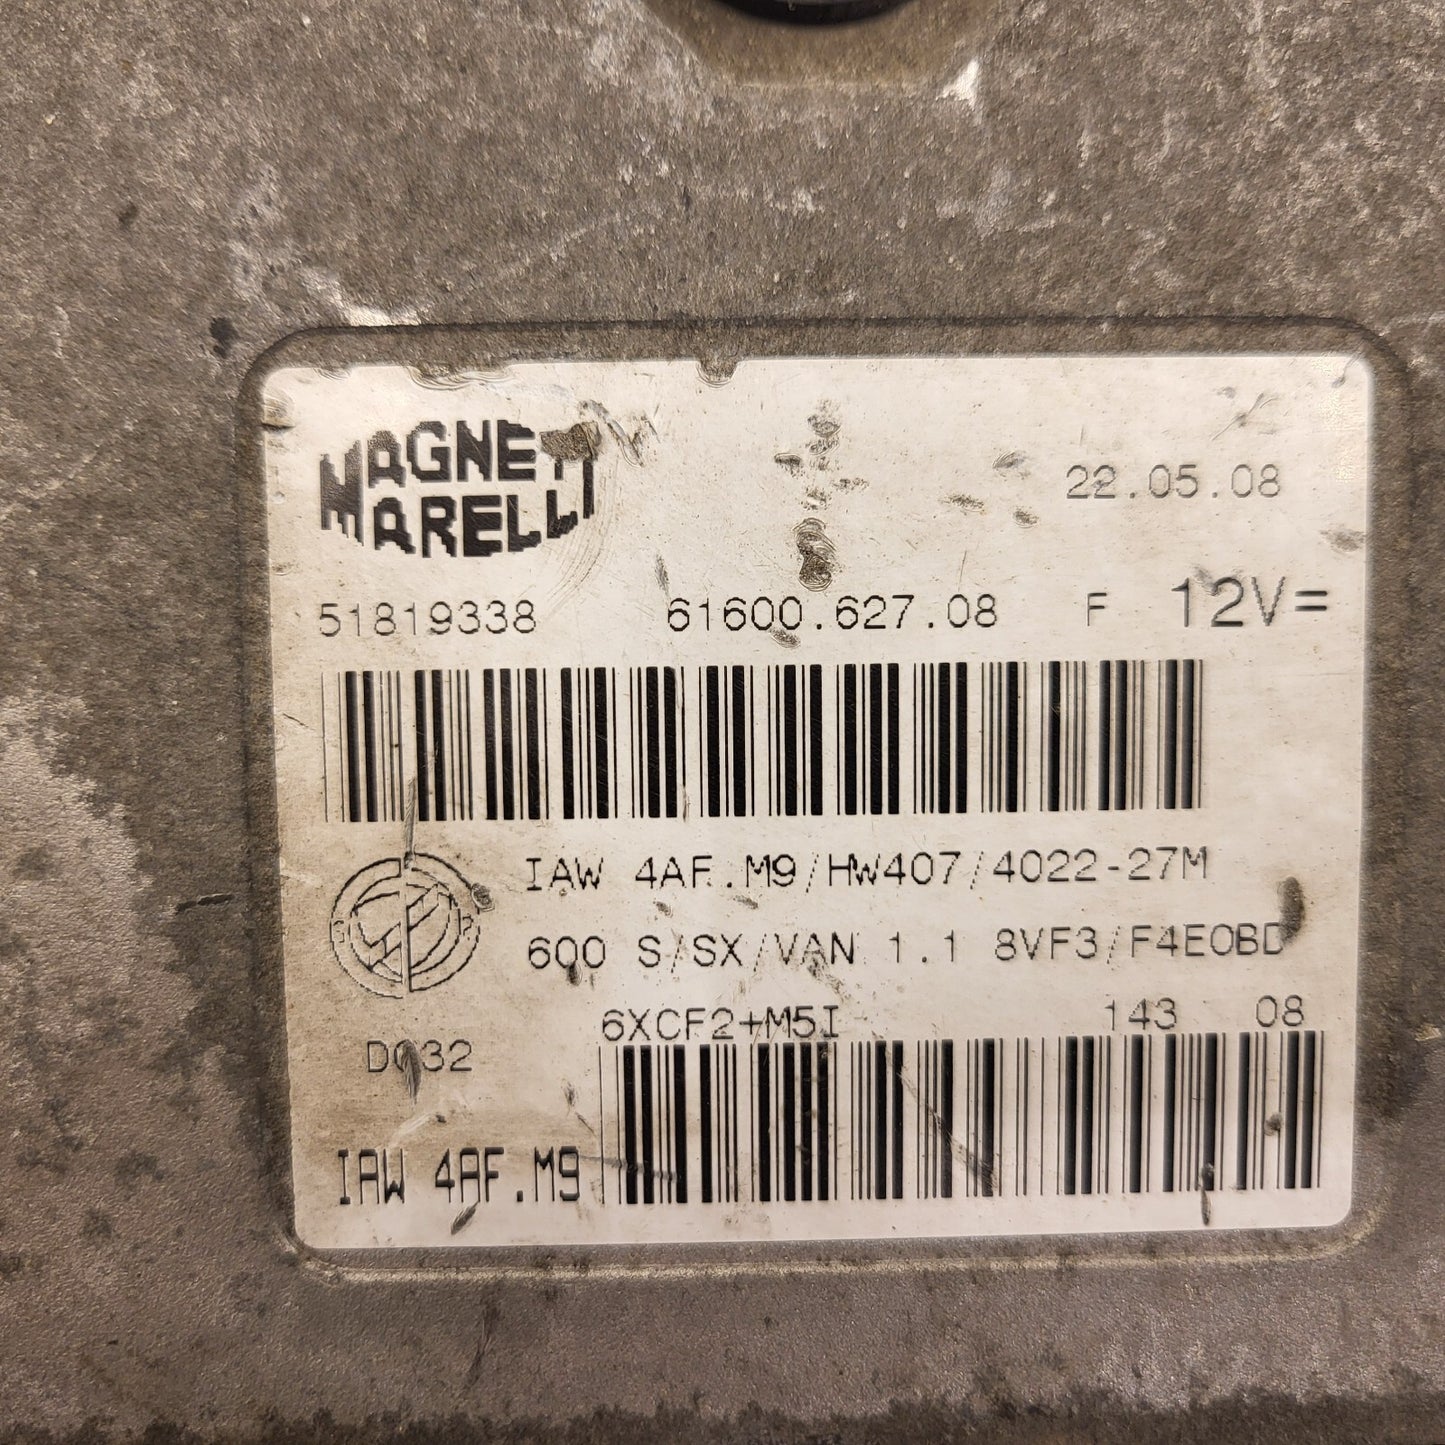 MAGNETI
MARELLI
22.05.08
51819338 61600.627.08 F 12V=
IAW 4AF.M9/HW407/4022-27M
600 S/SX/VAN 1.1 8VF3/F4EOBD
6XCF2+M5I 143 08
D032
IAW 4AF.M9